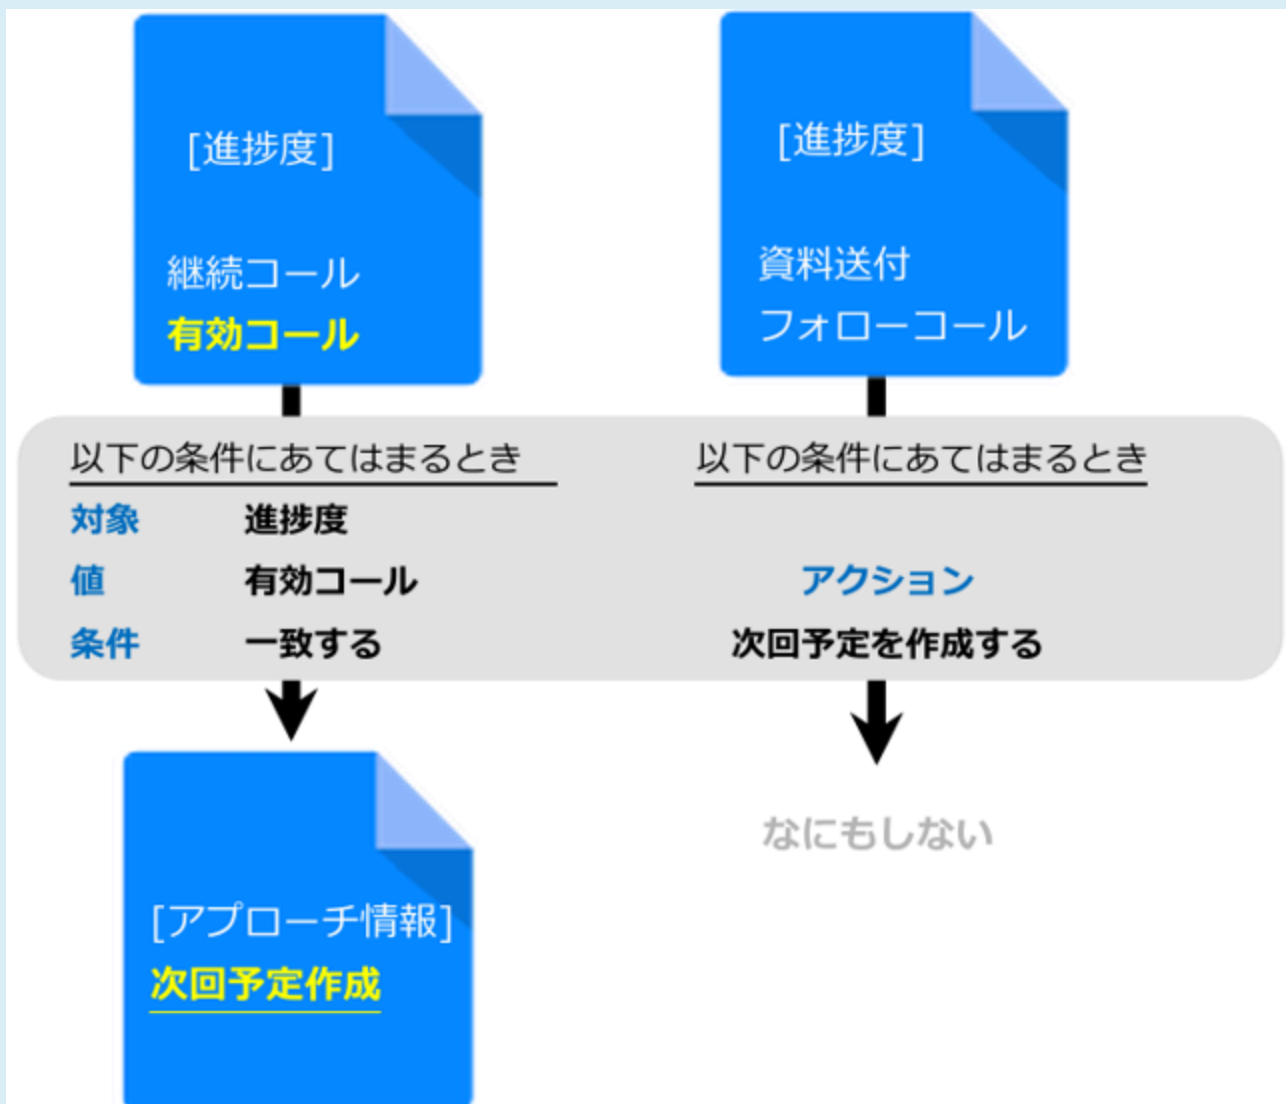 [進捗度]
継続コール
有効コール
[進捗度]
資料送付
フォローコール
以下の条件にあてはまるとき
対象 進捗度
値 有効コール
条件 一致する
以下の条件にあてはまるとき
アクション
次回予定を作成する
[アプローチ情報]
次回予定作成
なにもしない